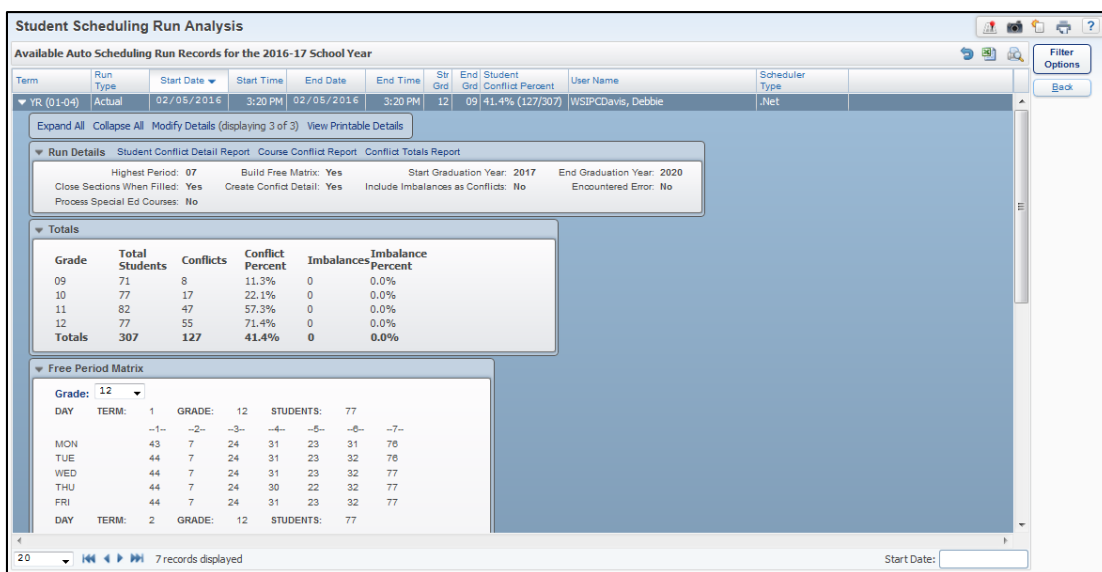 Student Scheduling Run Analysis
Available Auto Scheduling Run Records for the 2016-17 School Year
Filter Options
Back
Term Run Type Start Date Start Time End Date End Time Str Grd End Grd Student Conflict Percent User Name Scheduler Type
YR (01-04) Actual 02/05/2016 3:20 PM 02/05/2016 3:20 PM 12 09 41.4% (127/307) WSIPCDavis, Debbie .Net
Expand All Collapse All Modify Details (displaying 3 of 3) View Printable Details
Run Details Student Conflict Detail Report Course Conflict Report Conflict Totals Report
Highest Period: 07 Build Free Matrix: Yes Start Graduation Year: 2017 End Graduation Year: 2020
Close Sections When Filled: Yes Create Confict Detail: Yes Include Imbalances as Conflicts: No Encountered Error: No
Process Special Ed Courses: No
Totals
Grade Total Students Conflicts Conflict Percent Imbalances Imbalance Percent
09 71 8 11.3% 0 0.0%
10 77 17 22.1% 0 0.0%
11 82 47 57.3% 0 0.0%
12 77 55 71.4% 0 0.0%
Totals 307 127 41.4% 0 0.0%
Free Period Matrix
Grade: 12
DAY TERM: 1 GRADE: 12 STUDENTS: 77
--1-- --2-- --3-- --4-- --5-- --6-- --7--
MON 43 7 24 31 23 31 76
TUE 44 7 24 31 23 32 76
WED 44 7 24 31 23 32 77
THU 44 7 24 30 22 32 77
FRI 44 7 24 31 23 32 77
DAY TERM: 2 GRADE: 12 STUDENTS: 77
20 7 records displayed Start Date: